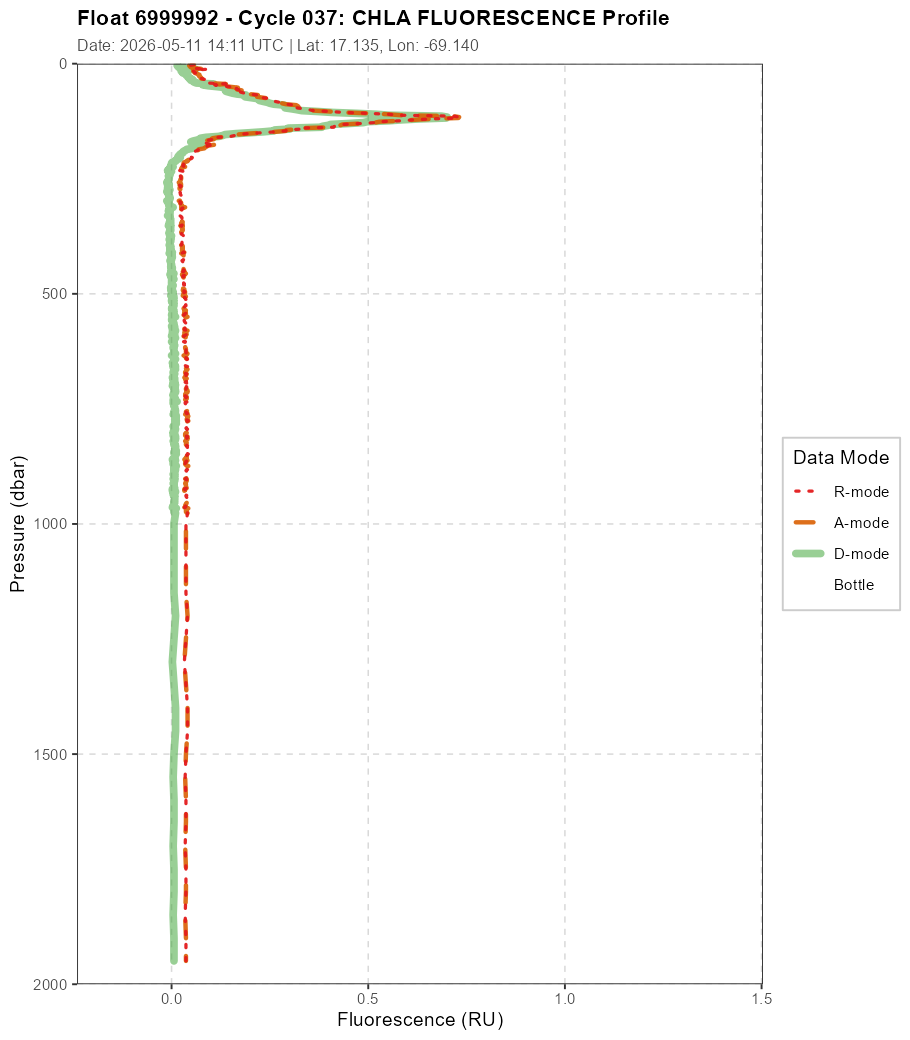 Float 6999992 - Cycle 037: CHLA FLUORESCENCE Profile
Date: 2026-05-11 14:11 UTC | Lat: 17.135, Lon: -69.140
0
500
1000
1500
2000
Pressure (dbar)
0.0
0.5
1.0
1.5
Fluorescence (RU)
Data Mode
R-mode
A-mode
D-mode
Bottle